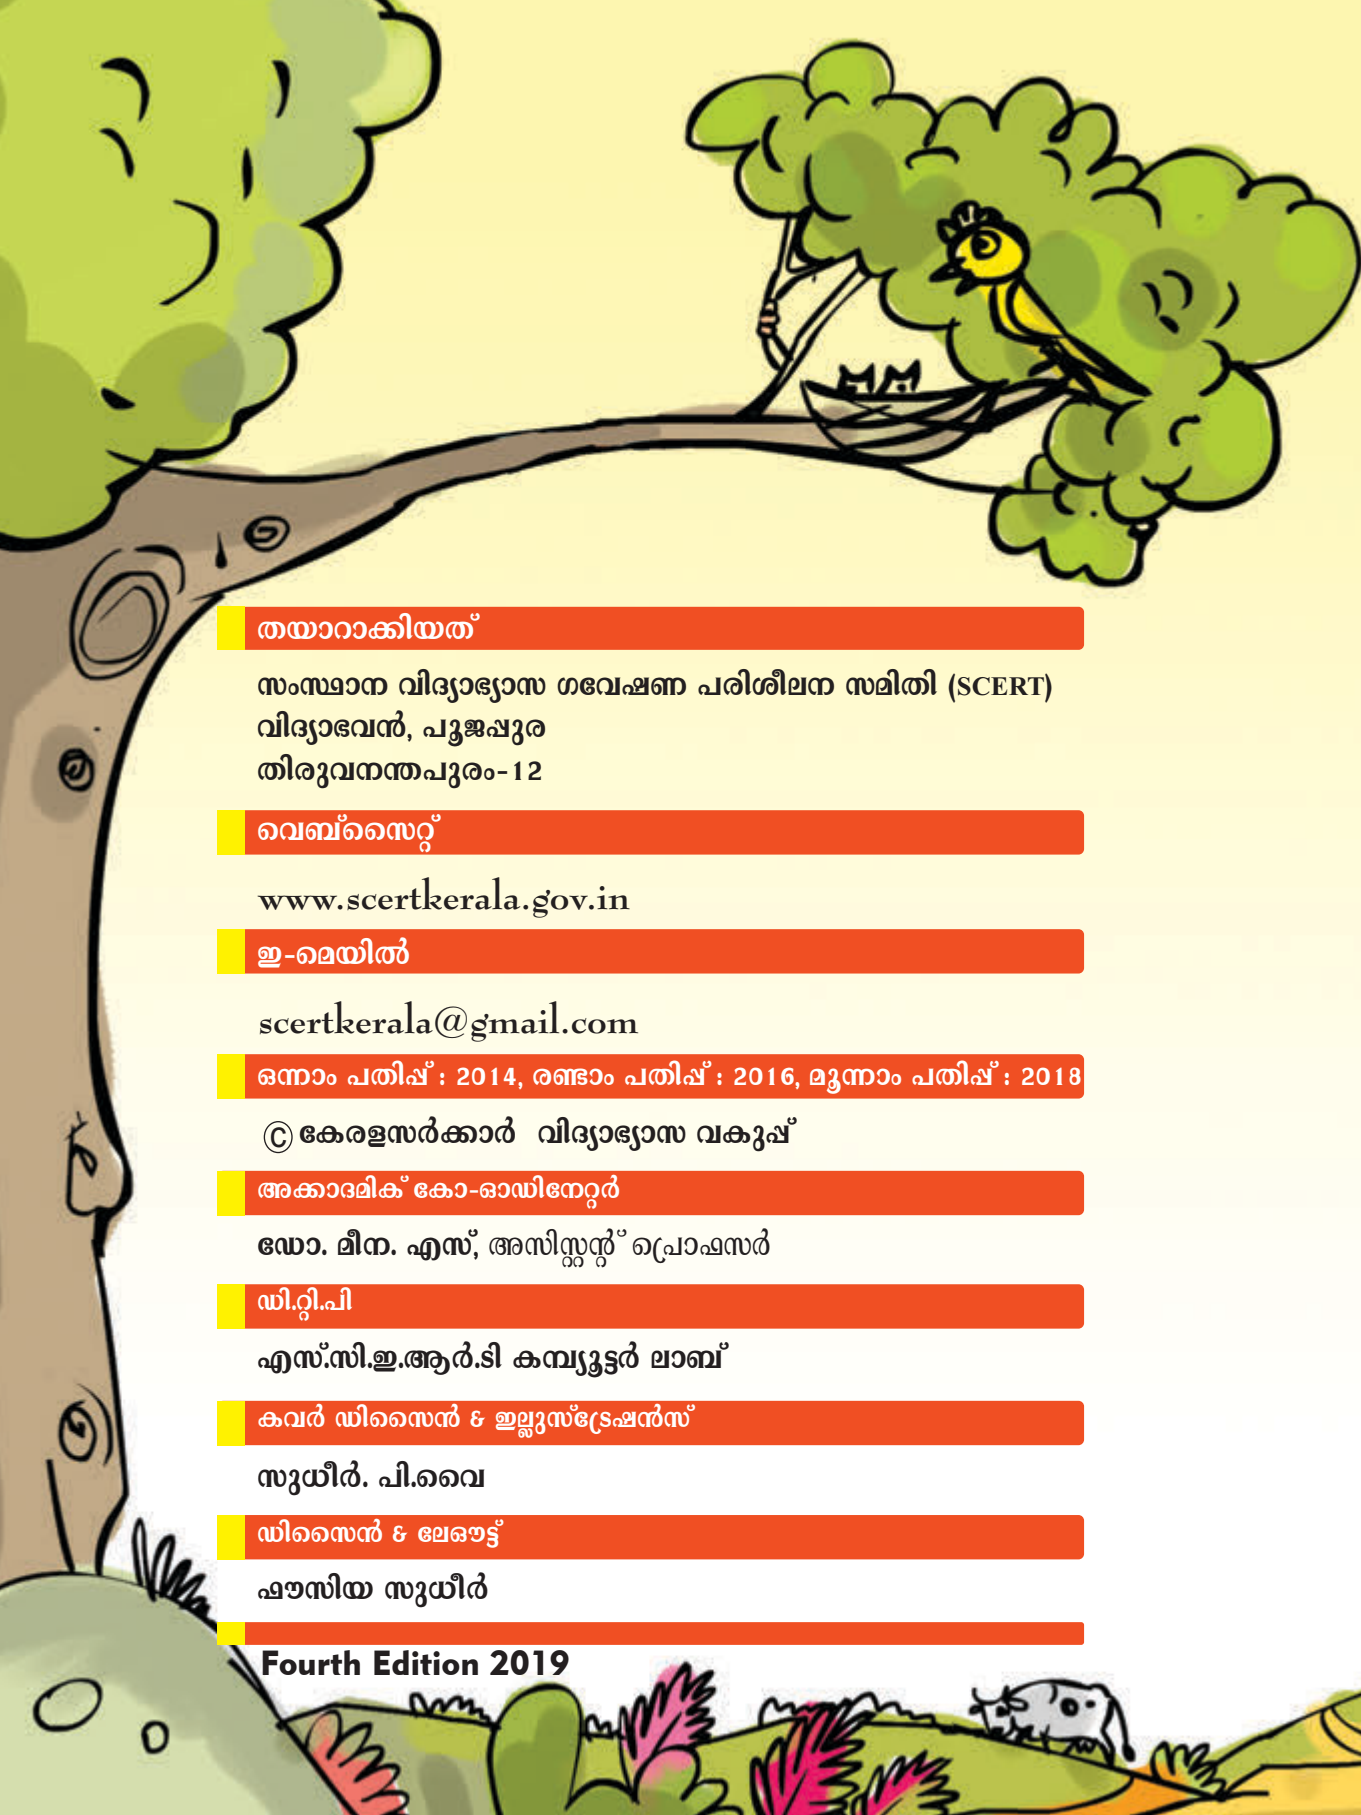 തയാറാക്കിയത്
സംസ്ഥാന വിദ്യാഭ്യാസ ഗവേഷണ പരിശീലന സമിതി (SCERT)
വിദ്യാഭവൻ, പൂജപ്പുര
തിരുവനന്തപുരം-12
വെബ്സൈറ്റ്
www.scertkerala.gov.in
ഇ-മെയിൽ
scertkerala@gmail.com
ഒന്നാം പതിപ്പ് : 2014, രണ്ടാം പതിപ്പ് : 2016, മൂന്നാം പതിപ്പ് : 2018
© കേരളസർക്കാർ വിദ്യാഭ്യാസ വകുപ്പ്
അക്കാദമിക് കോ-ഓഡിനേറ്റർ
ഡോ. മീന. എസ്, അസിസ്റ്റന്റ് പ്രൊഫസർ
ഡി.റ്റി.പി
എസ്.സി.ഇ.ആർ.ടി കമ്പ്യൂട്ടർ ലാബ്
കവർ ഡിസൈൻ & ഇല്ലുസ്ട്രേഷൻസ്
സുധീർ. പി.വൈ
ഡിസൈൻ & ലേഔട്ട്
ഫൗസിയ സുധീർ
Fourth Edition 2019